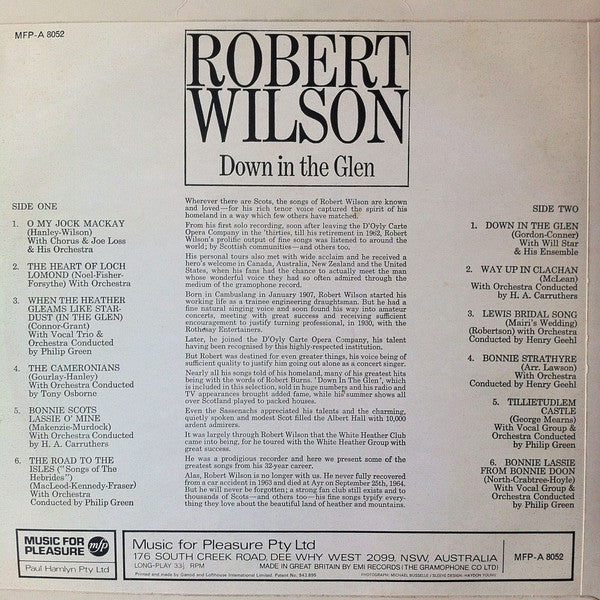 MFP-A 8052
ROBERT
WILSON
Down in the Glen
SIDE ONE
1. O MY JOCK MACKAY
(Hanley-Wilson)
With Chorus & Joe Loss
& His Orchestra
2. THE HEART OF LOCH
LOMOND (Noel-Fisher-
Forsythe) With Orchestra
3. WHEN THE HEATHER
GLEAMS LIKE STAR-
DUST (IN THE GLEN)
(Connor-Grant)
With Vocal Trio &
Orchestra Conducted
by Philip Green
4. THE CAMERONIANS
(Gourlay-Hanley)
With Orchestra Conducted
by Tony Osborne
5. BONNIE SCOTS
LASSIE O' MINE
(Makenzie-Murdock)
With Orchestra Conducted
by H. A. Carruthers
6. THE ROAD TO THE
ISLES ("Songs of The
Hebrides")
(MacLeod-Kennedy-Fraser)
With Orchestra
Conducted by Philip Green
Wherever there are Scots, the songs of Robert Wilson are known
and loved—for his rich tenor voice captured the spirit of his
homeland in a way which few others have matched.
From his first solo recording, soon after leaving the D'Oyly Carte
Opera Company in the 'thirties, till his retirement in 1962, Robert
Wilson's prolific output of fine songs was listened to around the
world; by Scottish communities—and others too.
His personal tours also met with wide acclaim and he received a
hero's welcome in Canada, Australia, New Zealand and the United
States, when his fans had the chance to actually meet the man
whose wonderful voice they had so often admired through the
medium of the gramophone record.
Born in Cambuslang in January 1907, Robert Wilson started his
working life as a trainee engineering draughtsman. But he had a
fine natural singing voice and soon found his way into amateur
concerts, meeting with great success and receiving sufficient
encouragement to justify turning professional, in 1930, with the
Rothesay Entertainers.
Later, he joined the D'Oyly Carte Opera Company, his talent
having been recognised by this highly-respected institution.
But Robert was destined for even greater things, his voice being of
sufficient quality to justify him going out alone as a concert singer.
Nearly all his songs told of his homeland, many of his greatest hits
being with the words of Robert Burns. 'Down In The Glen', which
is included in this selection, sold in huge numbers and his radio and
TV appearances brought added fame, while his summer shows all
over Scotland played to packed houses.
Even the Sassenachs appreciated his talents and the charming,
quietly spoken and modest Scot filled the Albert Hall with 10,000
ardent admirers.
It was largely through Robert Wilson that the White Heather Club
came into being, for he toured with the White Heather Group with
great success.
He was a prodigious recorder and here we present some of the
greatest songs from his 32-year career.
Alas, Robert Wilson is no longer with us. He never fully recovered
from a car accident in 1963 and died at Ayr on September 25th, 1964.
But he will never be forgotten; a strong fan club still exists and to
thousands of Scots—and others too—his fine songs typify every-
thing they love about the beautiful land of heather and mountains.
SIDE TWO
1. DOWN IN THE GLEN
(Gordon-Conner)
With Will Star
& His Ensemble
2. WAY UP IN CLACHAN
(McLean)
With Orchestra Conducted
by H. A. Carruthers
3. LEWIS BRIDAL SONG
(Mairi's Wedding)
(Robertson) with Orchestra
Conducted by Henry Geehl
4. BONNIE STRATHYRE
(Arr. Lawson)
With Orchestra Conducted
by Henry Geehl
5. TILLIETUDLEM
CASTLE
(George Mearns)
With Vocal Group &
Orchestra Conducted
by Philip Green
6. BONNIE LASSIE
FROM BONNIE DOON
(North-Crabtree-Hoyle)
With Vocal Group &
Orchestra Conducted
by Philip Green
MUSIC FOR
PLEASURE mfp
Paul Hamlyn Pty Ltd
Music for Pleasure Pty Ltd
176 SOUTH CREEK ROAD, DEE WHY WEST 2099, NSW, AUSTRALIA
LONG-PLAY 33⅓ RPM MADE IN GREAT BRITAIN BY EMI RECORDS (THE GRAMOPHONE CO LTD)
MFP-A 8052
Printed and made by Garrod and Lofthouse International Limited. Patent No. 943,895
PHOTOGRAPH: MICHAEL BUSSELLE / SLEEVE DESIGN: HAYDON YOUNG